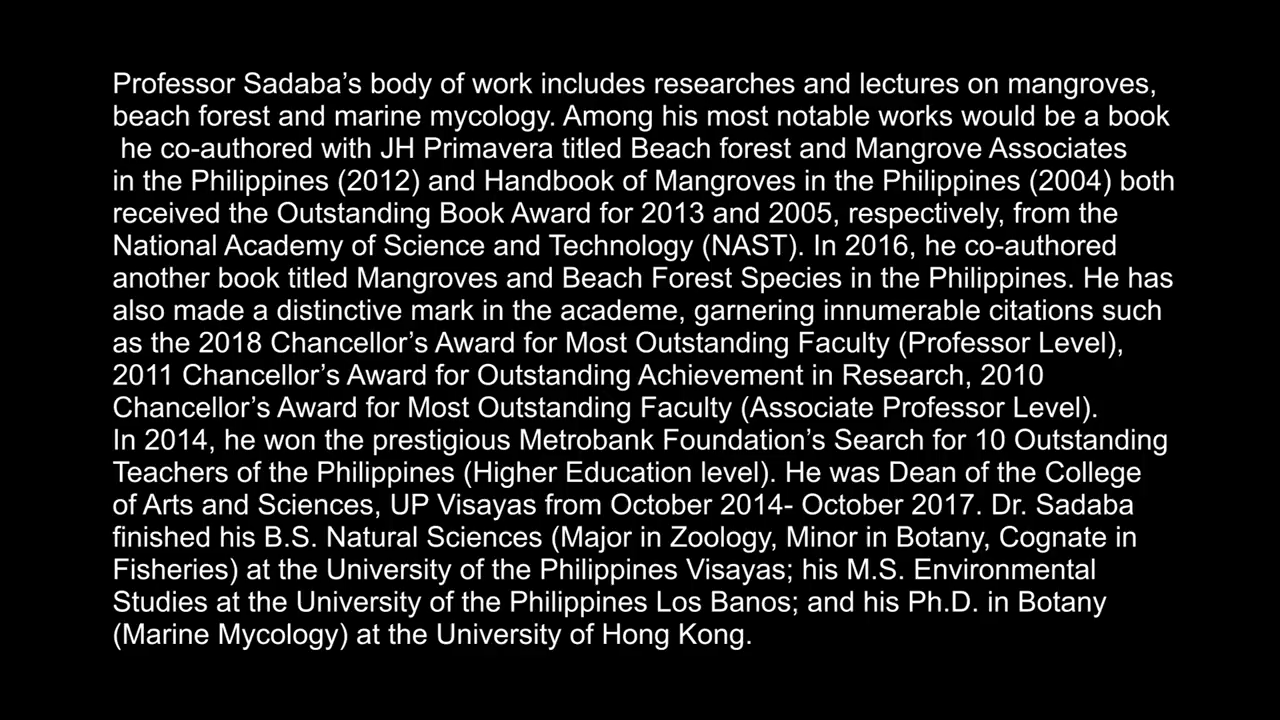 Professor Sadaba’s body of work includes researches and lectures on mangroves,
beach forest and marine mycology. Among his most notable works would be a book
he co-authored with JH Primavera titled Beach forest and Mangrove Associates
in the Philippines (2012) and Handbook of Mangroves in the Philippines (2004) both
received the Outstanding Book Award for 2013 and 2005, respectively, from the
National Academy of Science and Technology (NAST). In 2016, he co-authored
another book titled Mangroves and Beach Forest Species in the Philippines. He has
also made a distinctive mark in the academe, garnering innumerable citations such
as the 2018 Chancellor’s Award for Most Outstanding Faculty (Professor Level),
2011 Chancellor’s Award for Outstanding Achievement in Research, 2010
Chancellor’s Award for Most Outstanding Faculty (Associate Professor Level).
In 2014, he won the prestigious Metrobank Foundation’s Search for 10 Outstanding
Teachers of the Philippines (Higher Education level). He was Dean of the College
of Arts and Sciences, UP Visayas from October 2014- October 2017. Dr. Sadaba
finished his B.S. Natural Sciences (Major in Zoology, Minor in Botany, Cognate in
Fisheries) at the University of the Philippines Visayas; his M.S. Environmental
Studies at the University of the Philippines Los Banos; and his Ph.D. in Botany
(Marine Mycology) at the University of Hong Kong.